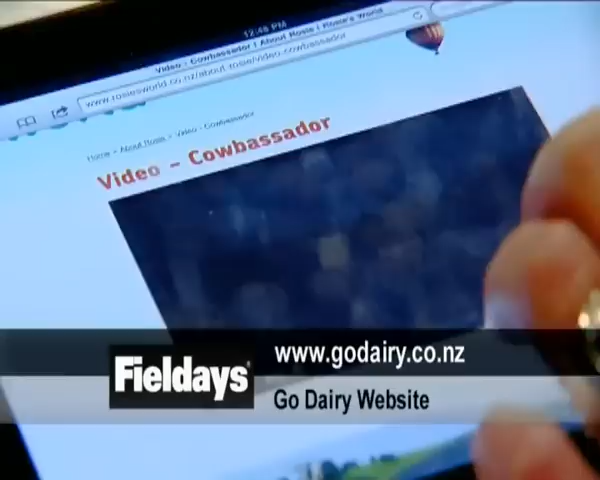 12:48 PM
Video - Cowbassador | About Rosie | Rosie's World
www.rosiesworld.co.nz/about-rosie/video-cowbassador
Home > About Rosie > Video - Cowbassador
Video – Cowbassador
Fieldays
www.godairy.co.nz
Go Dairy Website